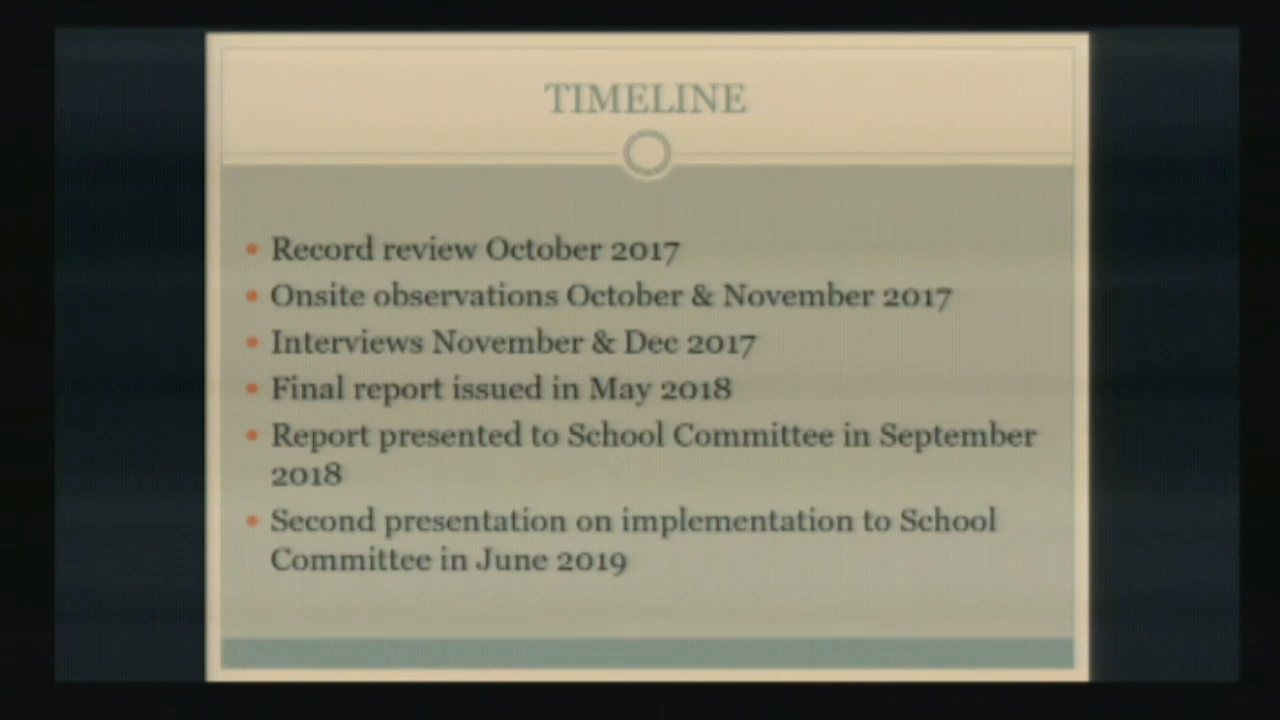 TIMELINE
• Record review October 2017
• Onsite observations October & November 2017
• Interviews November & Dec 2017
• Final report issued in May 2018
• Report presented to School Committee in September
2018
• Second presentation on implementation to School
Committee in June 2019